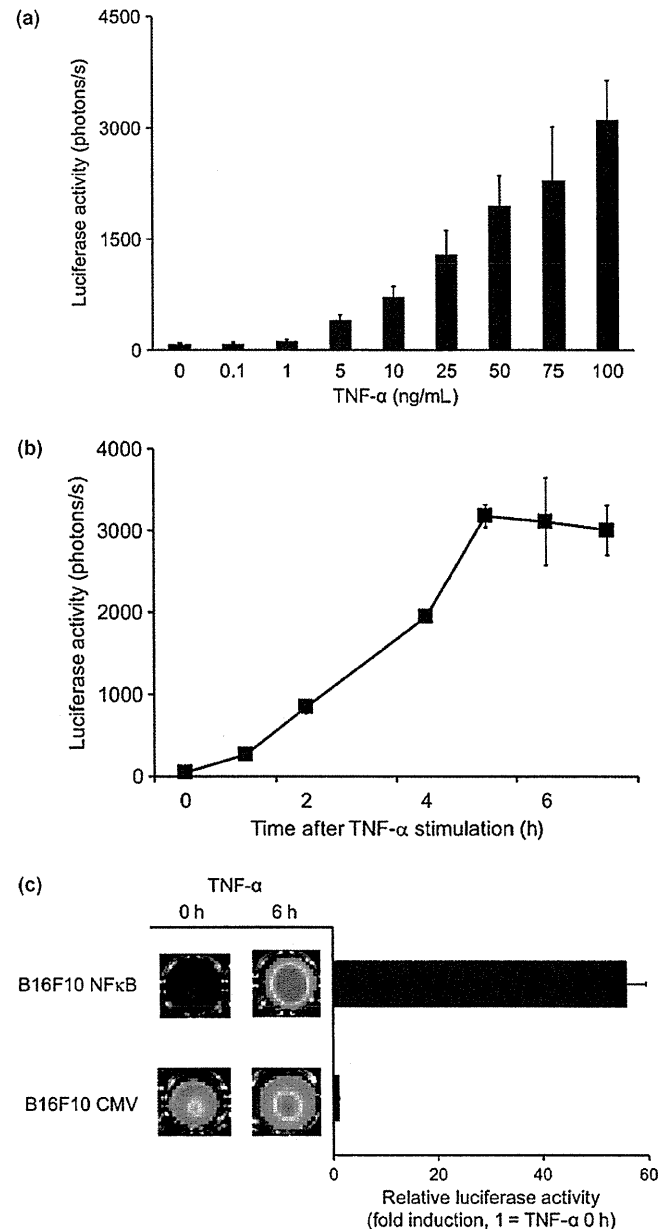 (a)
4500
3000
1500
0
Luciferase activity (photons/s)
0 0.1 1 5 10 25 50 75 100
TNF-α (ng/mL)
(b)
4000
3000
2000
1000
0
Luciferase activity (photons/s)
0 2 4 6
Time after TNF-α stimulation (h)
(c)
TNF-α
0 h 6 h
B16F10 NFκB
B16F10 CMV
0 20 40 60
Relative luciferase activity
(fold induction, 1 = TNF-α 0 h)